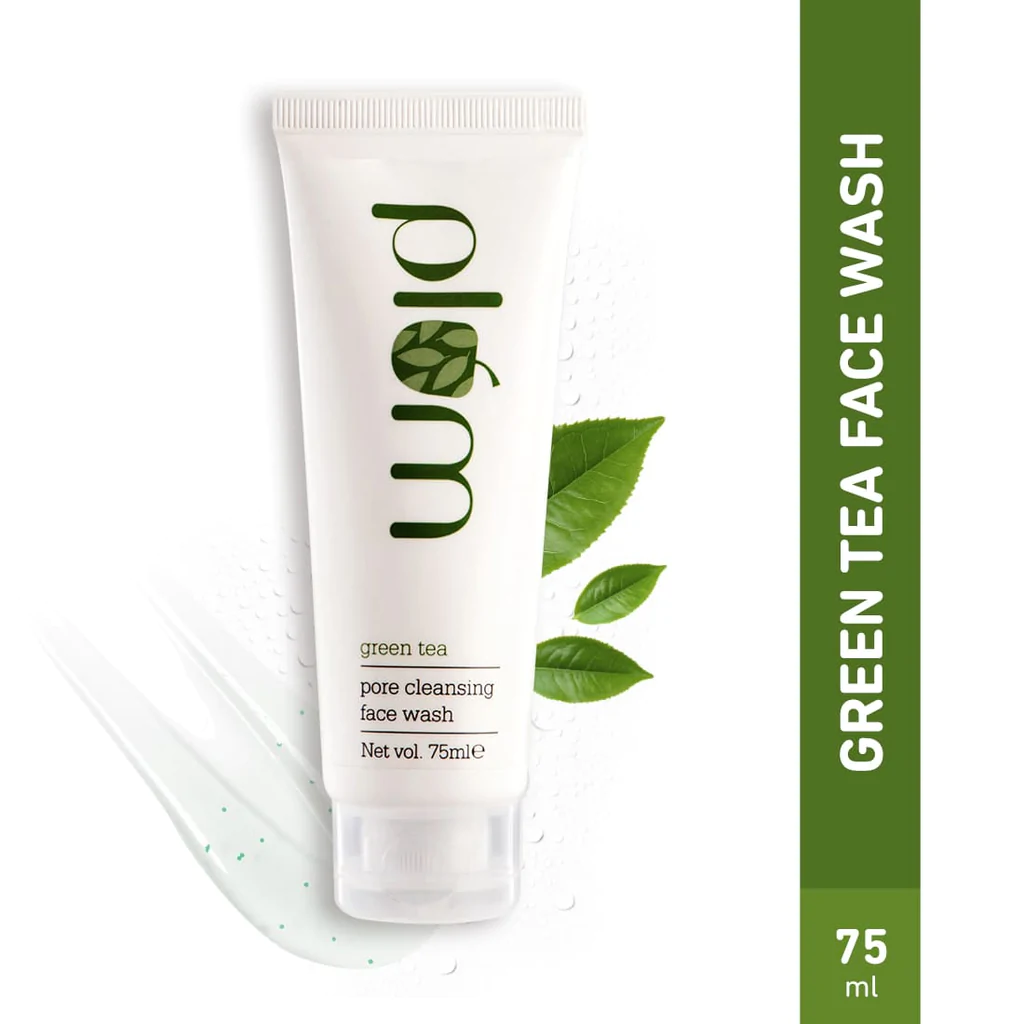 plum
green tea
pore cleansing
face wash
Net vol. 75ml℮
GREEN TEA FACE WASH
75
ml